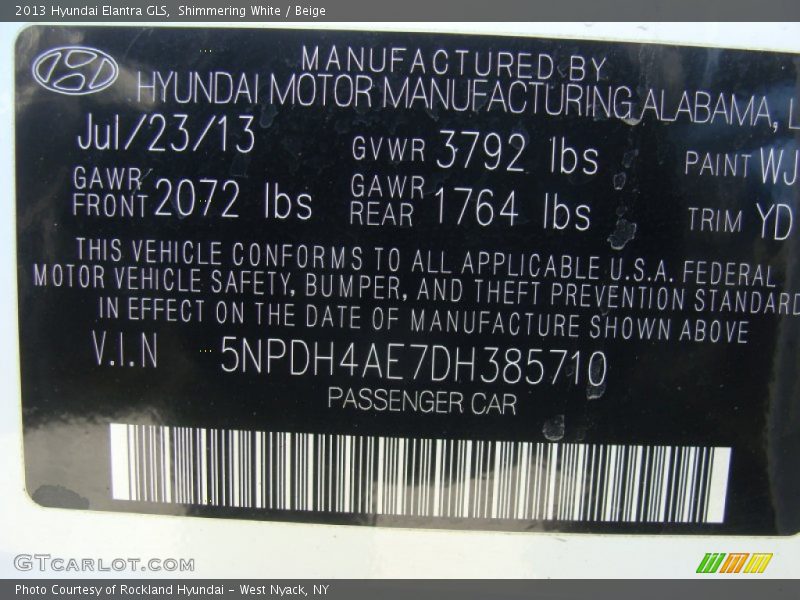 2013 Hyundai Elantra GLS, Shimmering White / Beige
MANUFACTURED BY
HYUNDAI MOTOR MANUFACTURING ALABAMA, L
Jul/23/13 GVWR 3792 lbs PAINT WJ
GAWR FRONT 2072 lbs GAWR REAR 1764 lbs TRIM YD
THIS VEHICLE CONFORMS TO ALL APPLICABLE U.S.A. FEDERAL
MOTOR VEHICLE SAFETY, BUMPER, AND THEFT PREVENTION STANDARD
IN EFFECT ON THE DATE OF MANUFACTURE SHOWN ABOVE
V.I.N 5NPDH4AE7DH385710
PASSENGER CAR
GTCARLOT.COM
Photo Courtesy of Rockland Hyundai - West Nyack, NY